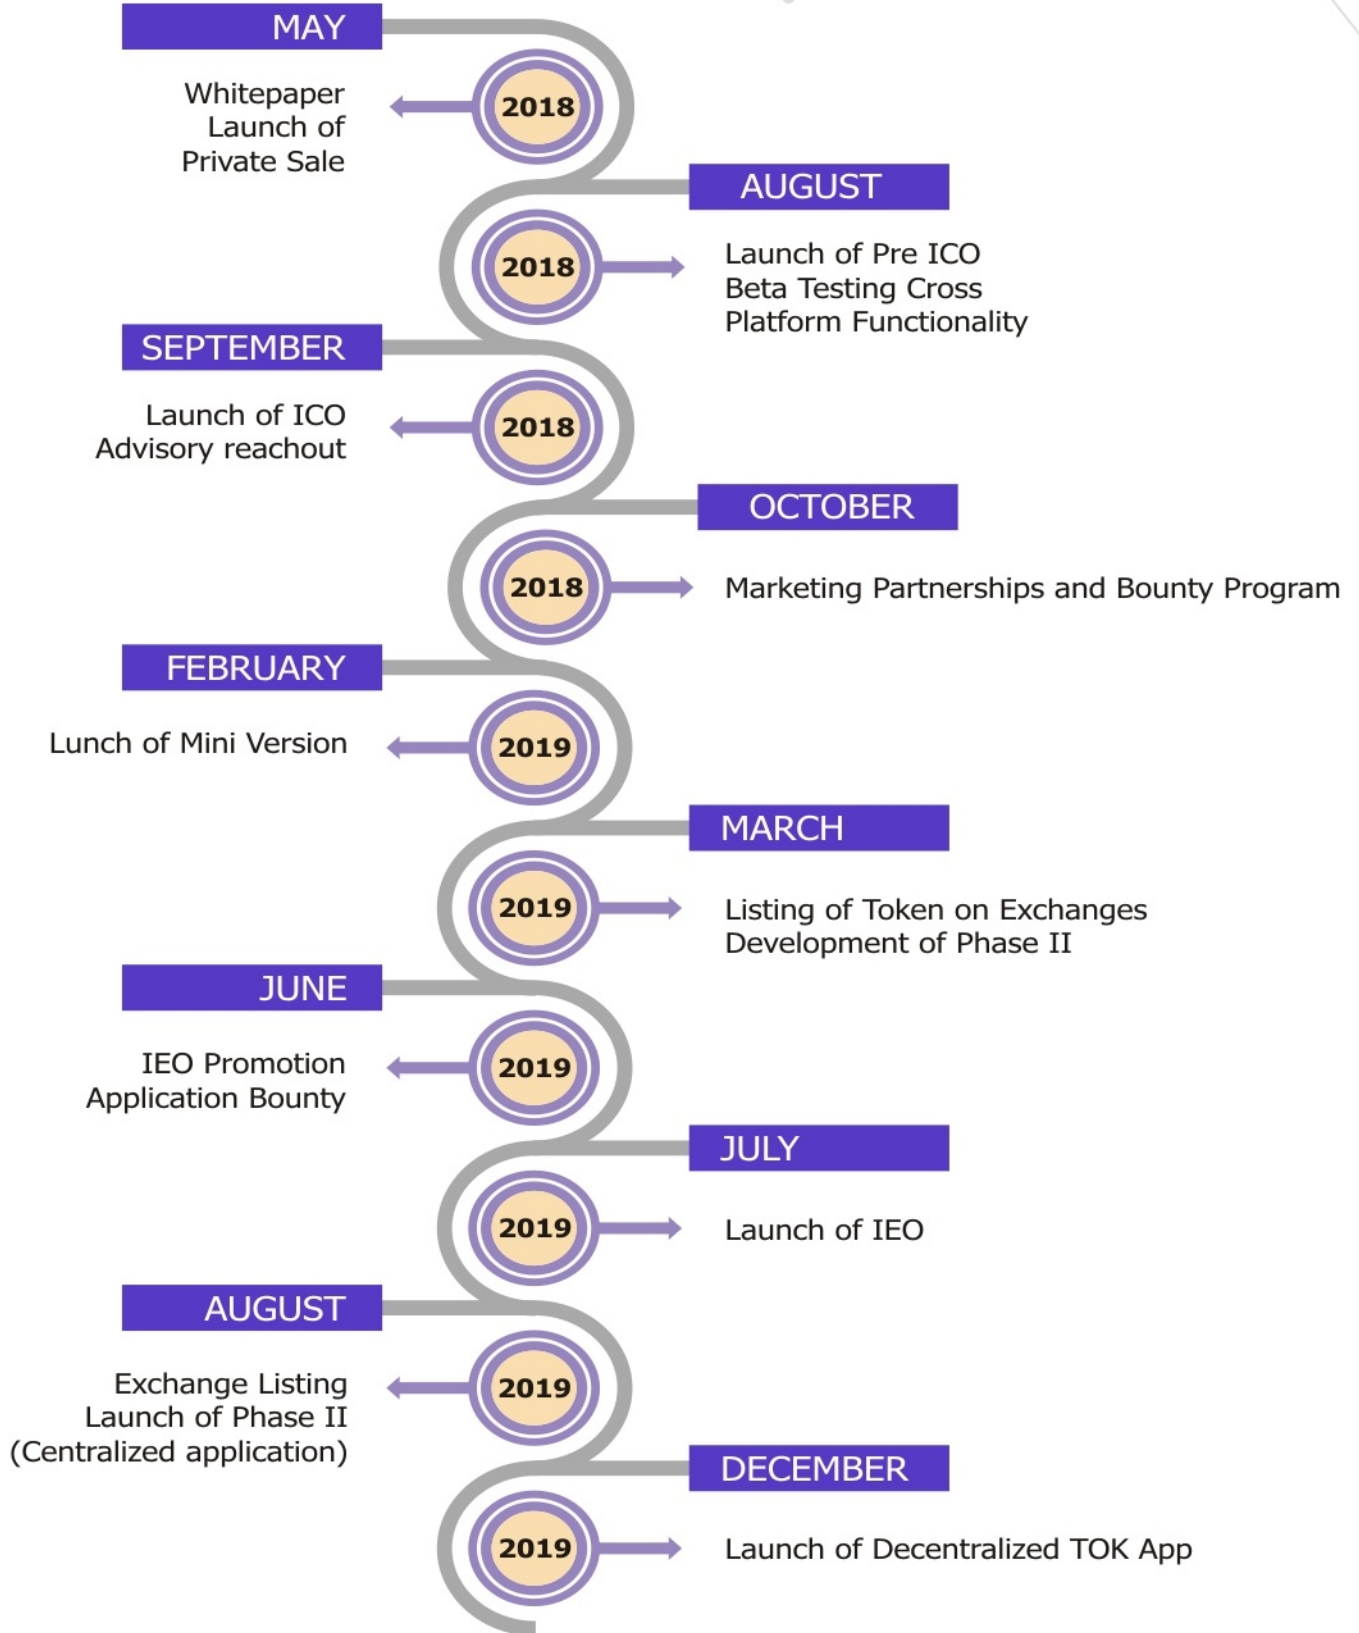 MAY
2018
Whitepaper
Launch of
Private Sale
AUGUST
2018
Launch of Pre ICO
Beta Testing Cross
Platform Functionality
SEPTEMBER
2018
Launch of ICO
Advisory reachout
OCTOBER
2018
Marketing Partnerships and Bounty Program
FEBRUARY
2019
Lunch of Mini Version
MARCH
2019
Listing of Token on Exchanges
Development of Phase II
JUNE
2019
IEO Promotion
Application Bounty
JULY
2019
Launch of IEO
AUGUST
2019
Exchange Listing
Launch of Phase II
(Centralized application)
DECEMBER
2019
Launch of Decentralized TOK App